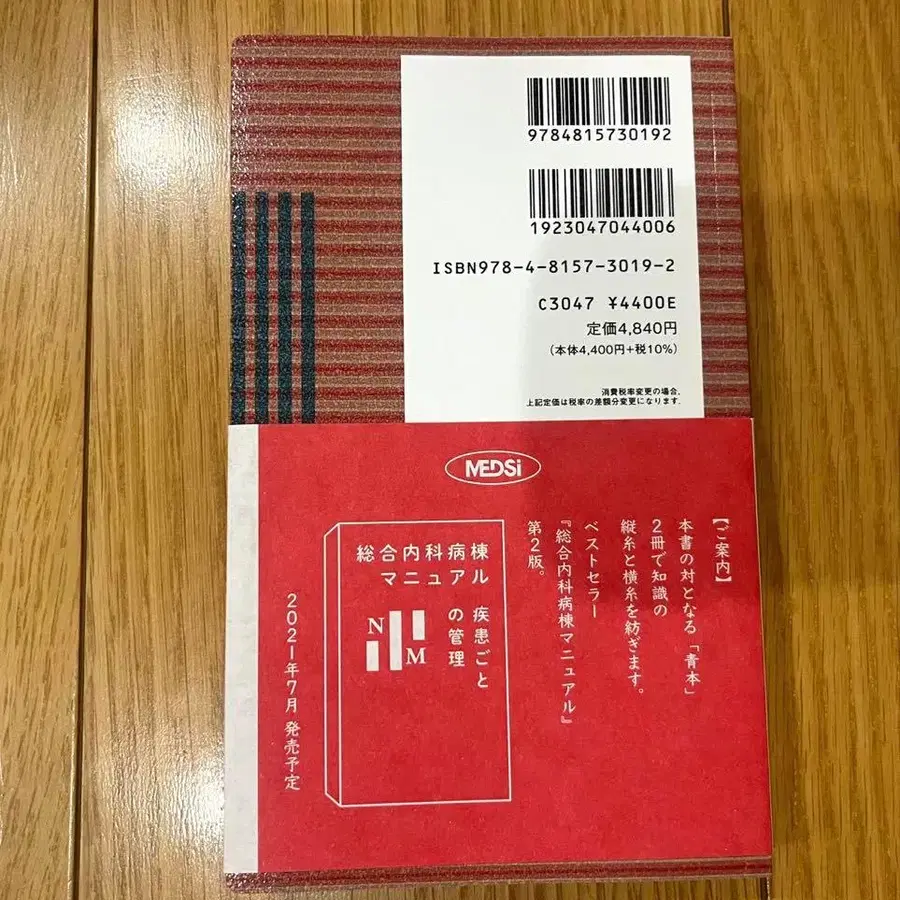 9784815730192
1923047044006
ISBN978-4-8157-3019-2
C3047 ¥4400E
定価4,840円
(本体4,400円+税10%)
消費税率変更の場合,
上記定価は税率の差額分変更になります.
MEDSi
【ご案内】
本書の対となる「青本」
2冊で知識の
縦糸と横糸を紡ぎます。
ベストセラー
『総合内科病棟マニュアル』
第2版。
総合内科病棟
マニュアル
疾患ごと
の管理
N
M
2021年7月 発売予定